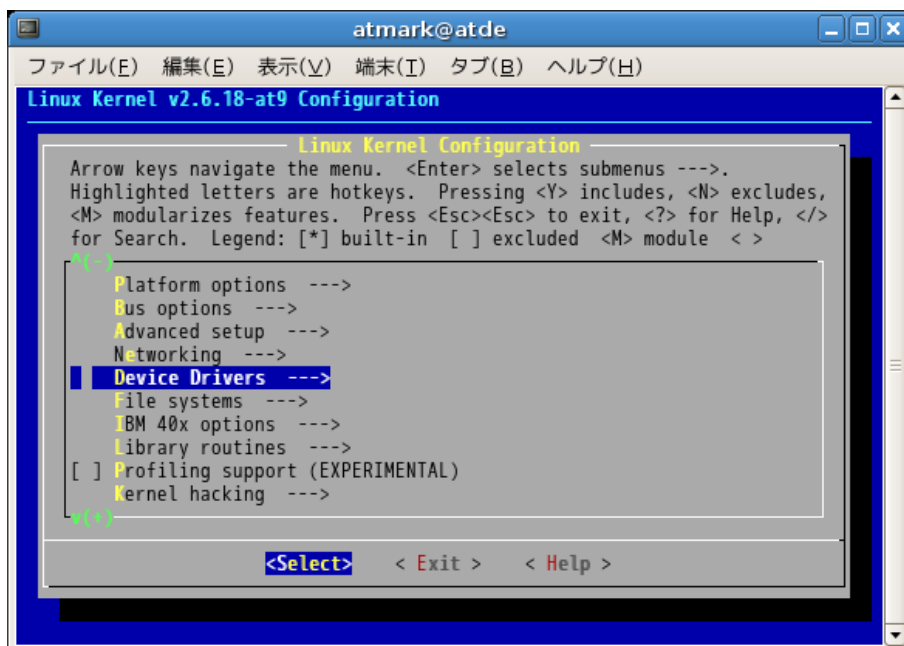 atmark@atde
ファイル(F) 編集(E) 表示(V) 端末(T) タブ(B) ヘルプ(H)
Linux Kernel v2.6.18-at9 Configuration
Linux Kernel Configuration
Arrow keys navigate the menu. <Enter> selects submenus --->.
Highlighted letters are hotkeys. Pressing <Y> includes, <N> excludes,
<M> modularizes features. Press <Esc><Esc> to exit, <?> for Help, </>
for Search. Legend: [*] built-in [ ] excluded <M> module < >
^(-)
Platform options --->
Bus options --->
Advanced setup --->
Networking --->
Device Drivers --->
File systems --->
IBM 40x options --->
Library routines --->
[ ] Profiling support (EXPERIMENTAL)
Kernel hacking --->
v(+)
<Select> < Exit > < Help >